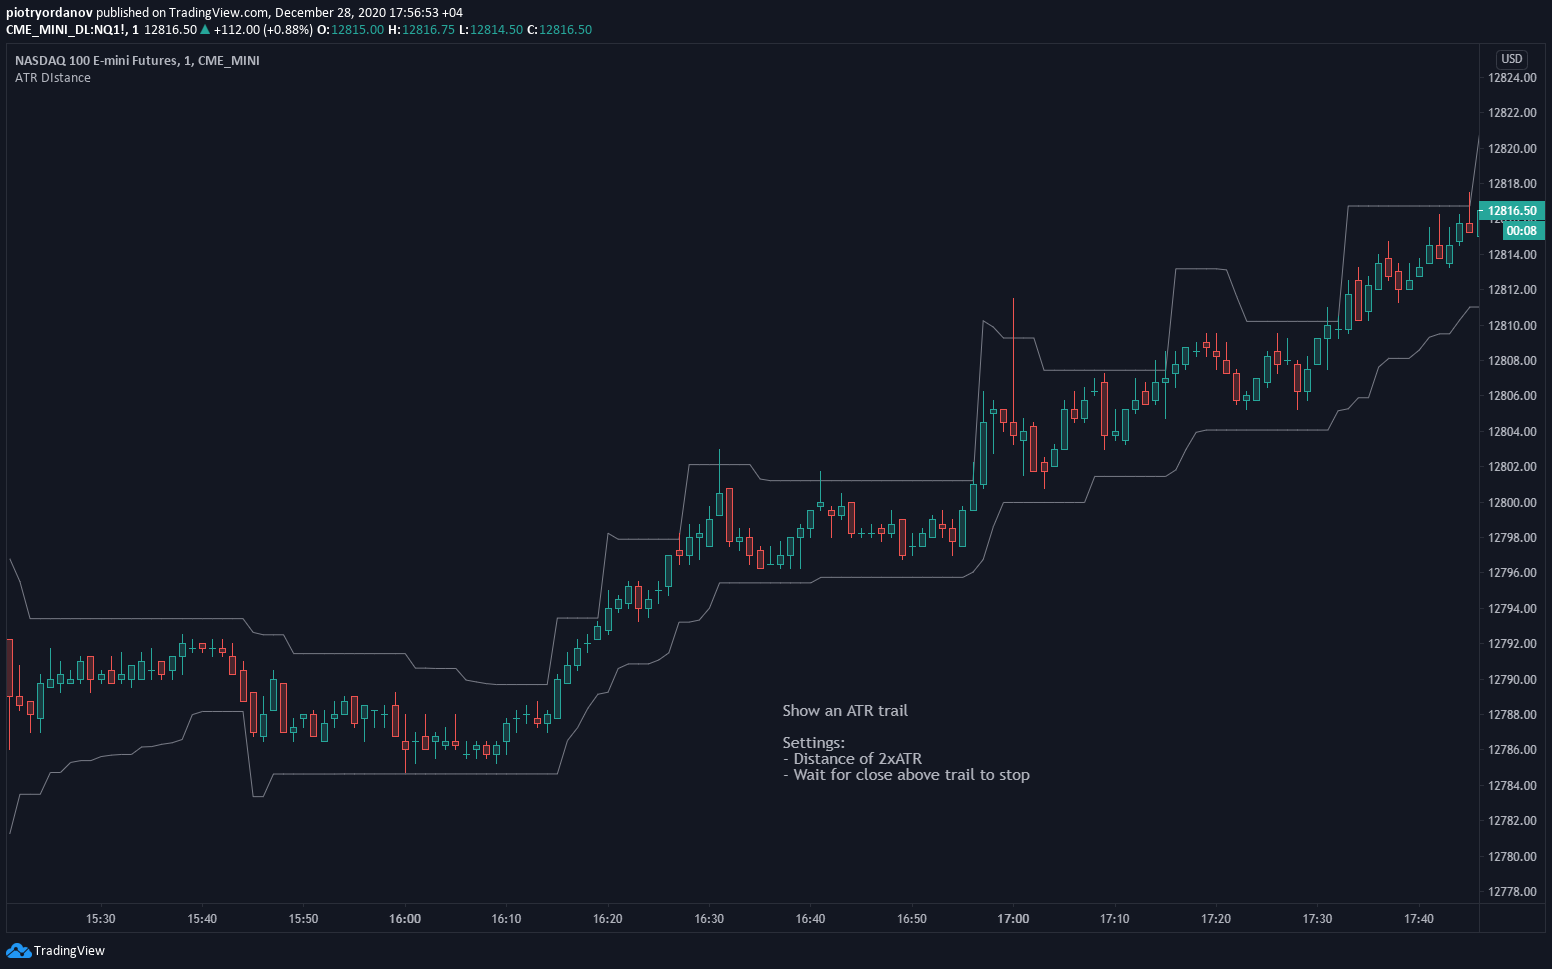 piotryordanov published on TradingView.com, December 28, 2020 17:56:53 +04
CME_MINI_DL:NQ1!, 1 12816.50 ▲ +112.00 (+0.88%) O:12815.00 H:12816.75 L:12814.50 C:12816.50
NASDAQ 100 E-mini Futures, 1, CME_MINI
ATR DIstance
USD
12824.00
12822.00
12820.00
12818.00
12816.50
00:08
12814.00
12812.00
12810.00
12808.00
12806.00
12804.00
12802.00
12800.00
12798.00
12796.00
12794.00
12792.00
12790.00
12788.00
12786.00
12784.00
12782.00
12780.00
12778.00
Show an ATR trail
Settings:
- Distance of 2xATR
- Wait for close above trail to stop
15:30 15:40 15:50 16:00 16:10 16:20 16:30 16:40 16:50 17:00 17:10 17:20 17:30 17:40
TradingView